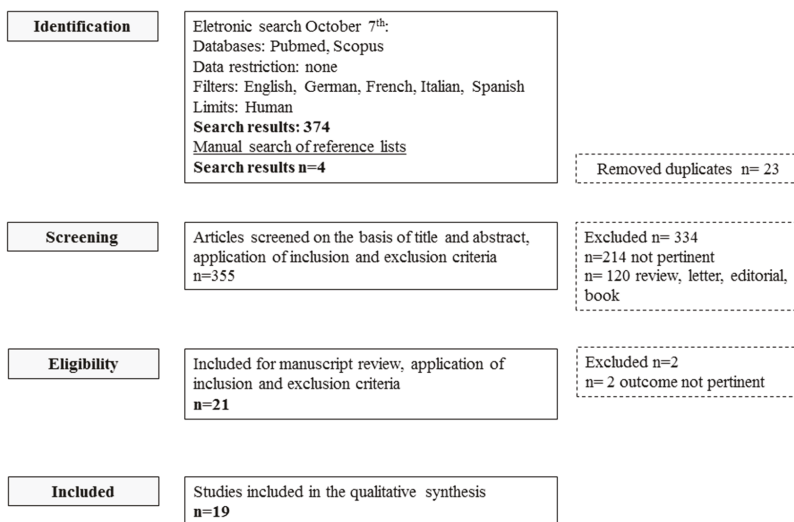 Identification
Eletronic search October 7th:
Databases: Pubmed, Scopus
Data restriction: none
Filters: English, German, French, Italian, Spanish
Limits: Human
Search results: 374
Manual search of reference lists
Search results n=4
Removed duplicates n= 23
Screening
Articles screened on the basis of title and abstract,
application of inclusion and exclusion criteria
n=355
Excluded n= 334
n=214 not pertinent
n= 120 review, letter, editorial,
book
Eligibility
Included for manuscript review, application of
inclusion and exclusion criteria
n=21
Excluded n=2
n= 2 outcome not pertinent
Included
Studies included in the qualitative synthesis
n=19